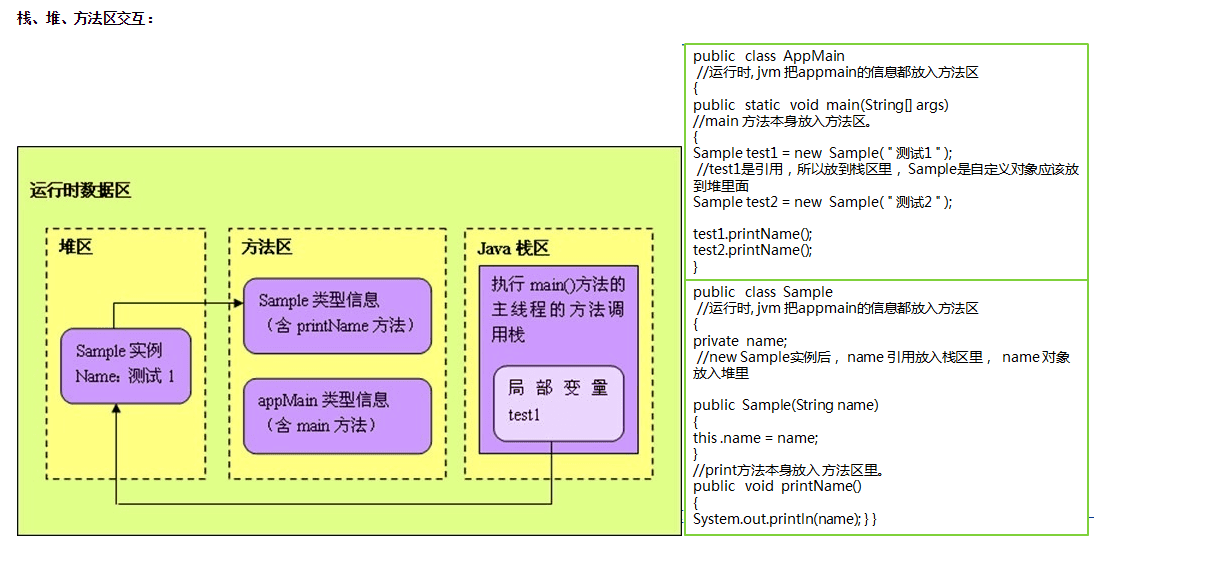 栈、堆、方法区交互：
运行时数据区
堆区
Sample 实例
Name：测试 1
方法区
Sample 类型信息
（含 printName 方法）
appMain 类型信息
（含 main 方法）
Java 栈区
执行 main()方法的
主线程的方法调
用栈
局部变量
test1
public class AppMain
//运行时, jvm 把appmain的信息都放入方法区
{
public static void main(String[] args)
//main 方法本身放入方法区。
{
Sample test1 = new Sample( " 测试1 " );
//test1是引用，所以放到栈区里， Sample是自定义对象应该放
到堆里面
Sample test2 = new Sample( " 测试2 " );
test1.printName();
test2.printName();
}
public class Sample
//运行时, jvm 把appmain的信息都放入方法区
{
private name;
//new Sample实例后， name 引用放入栈区里， name 对象
放入堆里
public Sample(String name)
{
this .name = name;
}
//print方法本身放入 方法区里。
public void printName()
{
System.out.println(name); } }